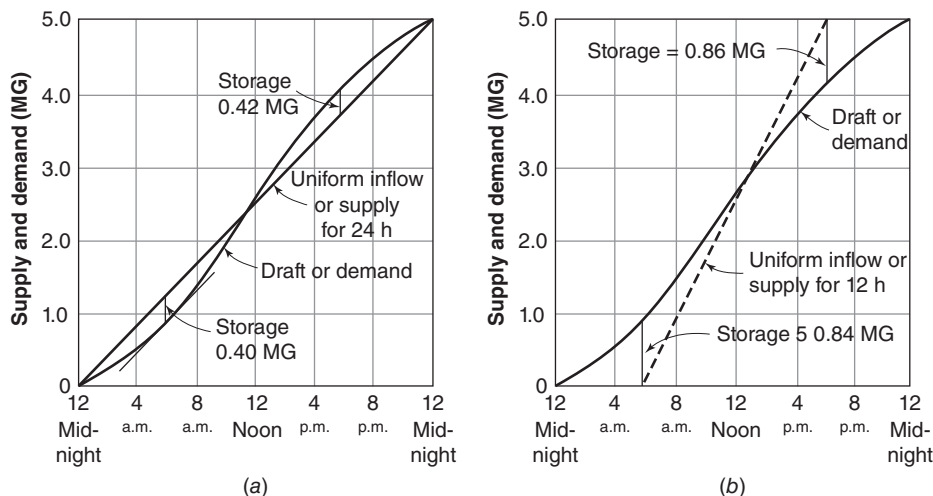 Supply and demand (MG)
5.0
4.0
3.0
2.0
1.0
0
Storage
0.42 MG
Uniform inflow
or supply
for 24 h
Draft or demand
Storage
0.40 MG
12 4 8 12 4 8 12
Mid- a.m. a.m. Noon p.m. p.m. Mid-
night night
(a)
Supply and demand (MG)
5.0
4.0
3.0
2.0
1.0
0
Storage = 0.86 MG
Draft or
demand
Uniform inflow or
supply for 12 h
Storage 5 0.84 MG
12 4 8 12 4 8 12
Mid- a.m. a.m. Noon p.m. p.m. Mid-
night night
(b)